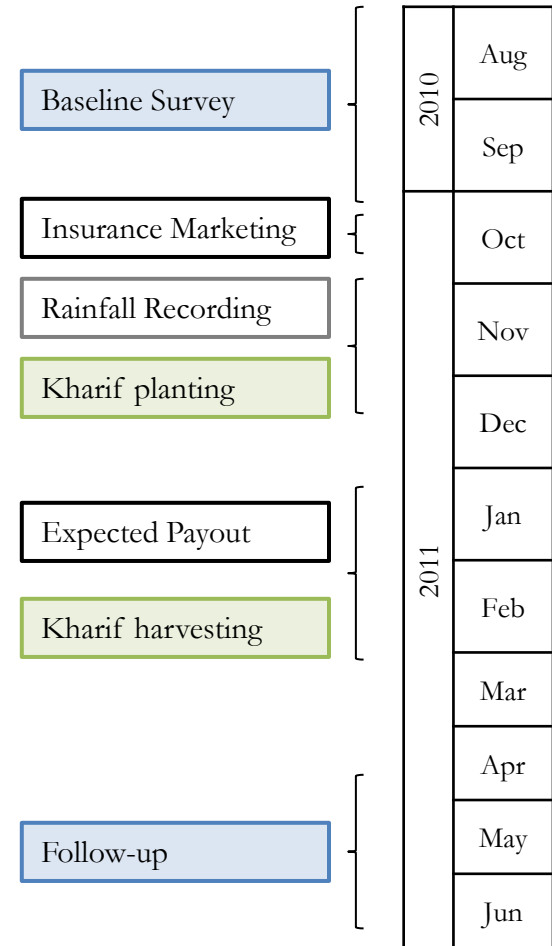 Baseline Survey
Insurance Marketing
Rainfall Recording
Kharif planting
Expected Payout
Kharif harvesting
Follow-up
2010
2011
Aug
Sep
Oct
Nov
Dec
Jan
Feb
Mar
Apr
May
Jun